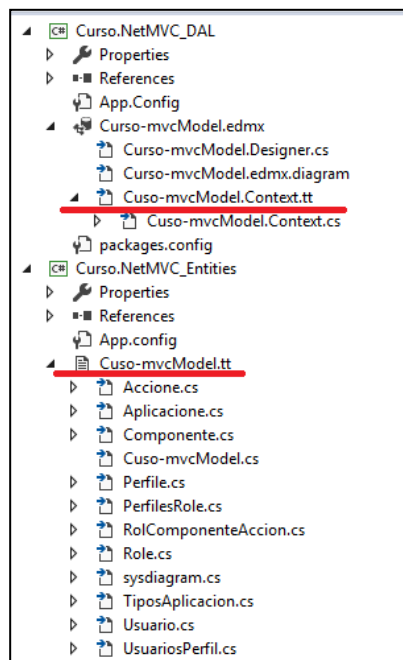 Curso.NetMVC_DAL
Properties
References
App.Config
Curso-mvcModel.edmx
Curso-mvcModel.Designer.cs
Curso-mvcModel.edmx.diagram
Cuso-mvcModel.Context.tt
Cuso-mvcModel.Context.cs
packages.config
Curso.NetMVC_Entities
Properties
References
App.config
Cuso-mvcModel.tt
Accione.cs
Aplicacione.cs
Componente.cs
Cuso-mvcModel.cs
Perfile.cs
PerfilesRole.cs
RolComponenteAccion.cs
Role.cs
sysdiagram.cs
TiposAplicacion.cs
Usuario.cs
UsuariosPerfil.cs